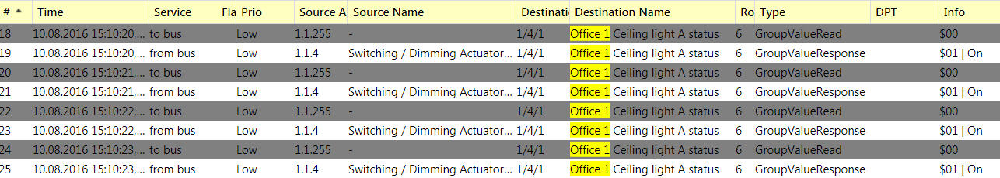 # Time Service Fla Prio Source A Source Name Destinati Destination Name Ro Type DPT Info
18 10.08.2016 15:10:20,... to bus Low 1.1.255 - 1/4/1 Office 1 Ceiling light A status 6 GroupValueRead $00
19 10.08.2016 15:10:20,... from bus Low 1.1.4 Switching / Dimming Actuator... 1/4/1 Office 1 Ceiling light A status 6 GroupValueResponse $01 | On
20 10.08.2016 15:10:21,... to bus Low 1.1.255 - 1/4/1 Office 1 Ceiling light A status 6 GroupValueRead $00
21 10.08.2016 15:10:21,... from bus Low 1.1.4 Switching / Dimming Actuator... 1/4/1 Office 1 Ceiling light A status 6 GroupValueResponse $01 | On
22 10.08.2016 15:10:22,... to bus Low 1.1.255 - 1/4/1 Office 1 Ceiling light A status 6 GroupValueRead $00
23 10.08.2016 15:10:22,... from bus Low 1.1.4 Switching / Dimming Actuator... 1/4/1 Office 1 Ceiling light A status 6 GroupValueResponse $01 | On
24 10.08.2016 15:10:23,... to bus Low 1.1.255 - 1/4/1 Office 1 Ceiling light A status 6 GroupValueRead $00
25 10.08.2016 15:10:23,... from bus Low 1.1.4 Switching / Dimming Actuator... 1/4/1 Office 1 Ceiling light A status 6 GroupValueResponse $01 | On